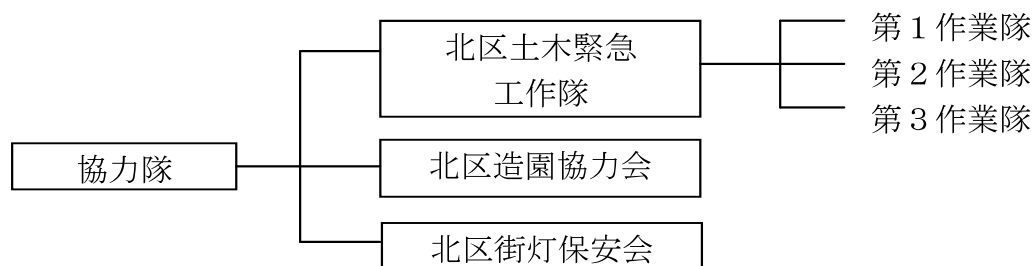 協力隊
北区土木緊急
工作隊
北区造園協力会
北区街灯保安会
第１作業隊
第２作業隊
第３作業隊